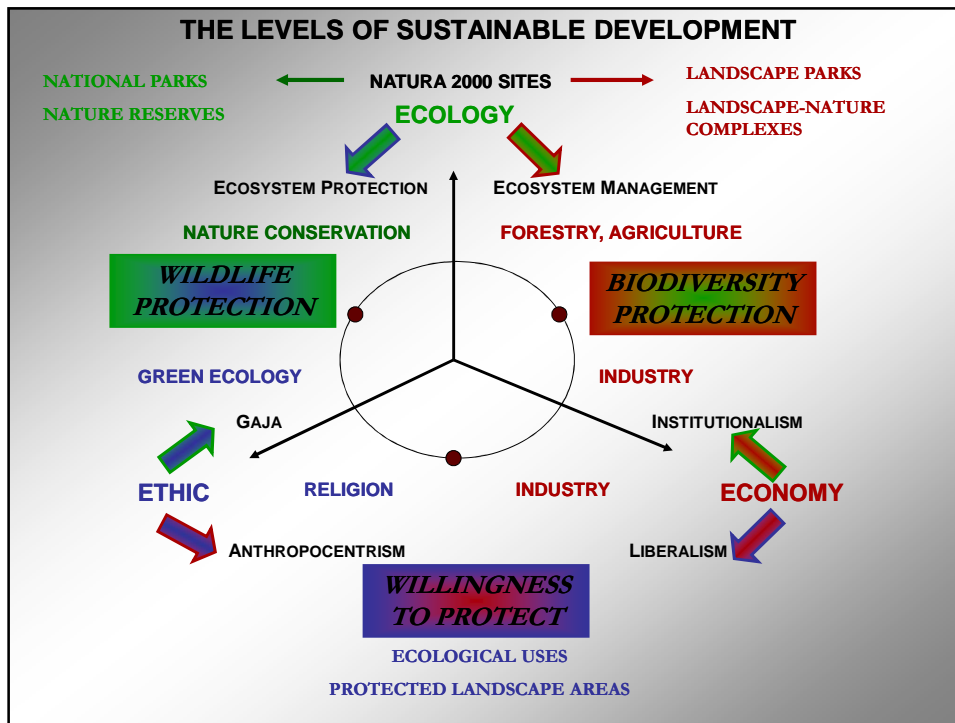 THE LEVELS OF SUSTAINABLE DEVELOPMENT
NATIONAL PARKS
NATURE RESERVES
NATURA 2000 SITES
ECOLOGY
LANDSCAPE PARKS
LANDSCAPE-NATURE
COMPLEXES
ECOSYSTEM PROTECTION
ECOSYSTEM MANAGEMENT
NATURE CONSERVATION
FORESTRY, AGRICULTURE
WILDLIFE
PROTECTION
BIODIVERSITY
PROTECTION
GREEN ECOLOGY
INDUSTRY
GAJA
INSTITUTIONALISM
ETHIC
RELIGION
INDUSTRY
ECONOMY
ANTHROPOCENTRISM
LIBERALISM
WILLINGNESS
TO PROTECT
ECOLOGICAL USES
PROTECTED LANDSCAPE AREAS